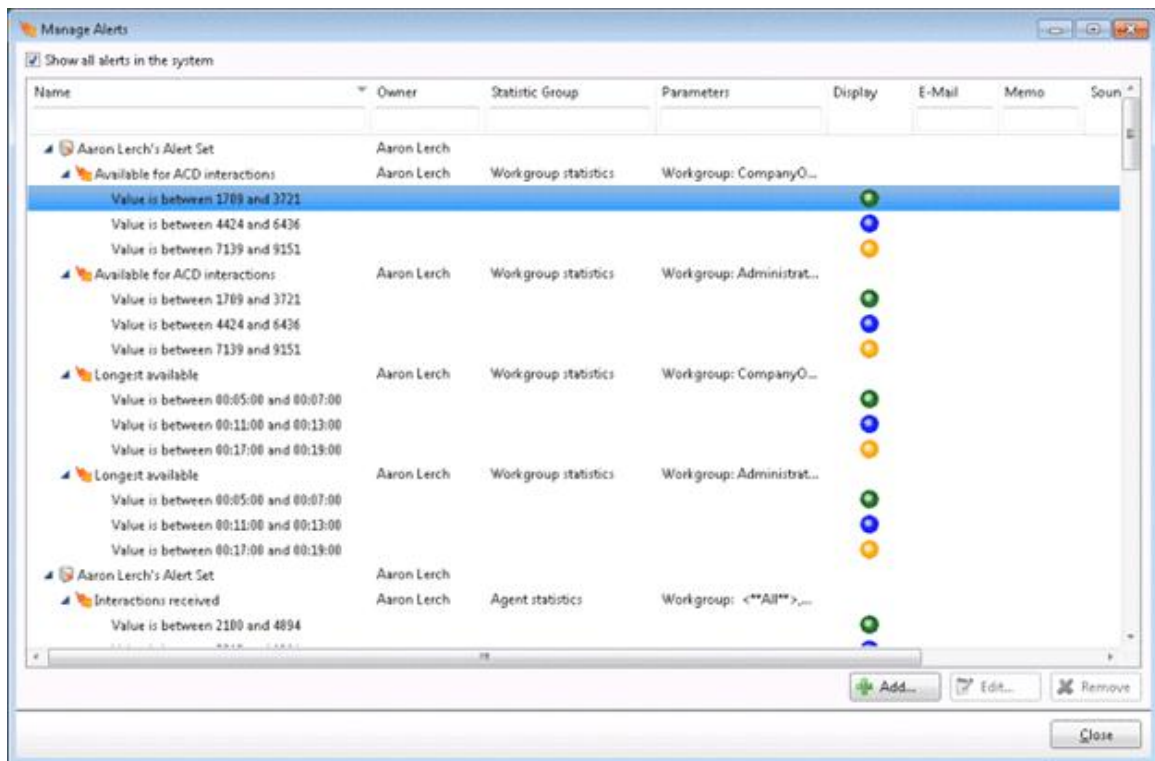 Manage Alerts
Show all alerts in the system
Name Owner Statistic Group Parameters Display E-Mail Memo Soun
Aaron Lerch's Alert Set Aaron Lerch
Available for ACD interactions Aaron Lerch Workgroup statistics Workgroup: CompanyO...
Value is between 1709 and 3721
Value is between 4424 and 6436
Value is between 7139 and 9151
Available for ACD interactions Aaron Lerch Workgroup statistics Workgroup: Administrat...
Value is between 1709 and 3721
Value is between 4424 and 6436
Value is between 7139 and 9151
Longest available Aaron Lerch Workgroup statistics Workgroup: CompanyO...
Value is between 00:05:00 and 00:07:00
Value is between 00:11:00 and 00:13:00
Value is between 00:17:00 and 00:19:00
Longest available Aaron Lerch Workgroup statistics Workgroup: Administrat...
Value is between 00:05:00 and 00:07:00
Value is between 00:11:00 and 00:13:00
Value is between 00:17:00 and 00:19:00
Aaron Lerch's Alert Set Aaron Lerch
Interactions received Aaron Lerch Agent statistics Workgroup: <**All**>,...
Value is between 2180 and 4894
Add... Edit... Remove
Close